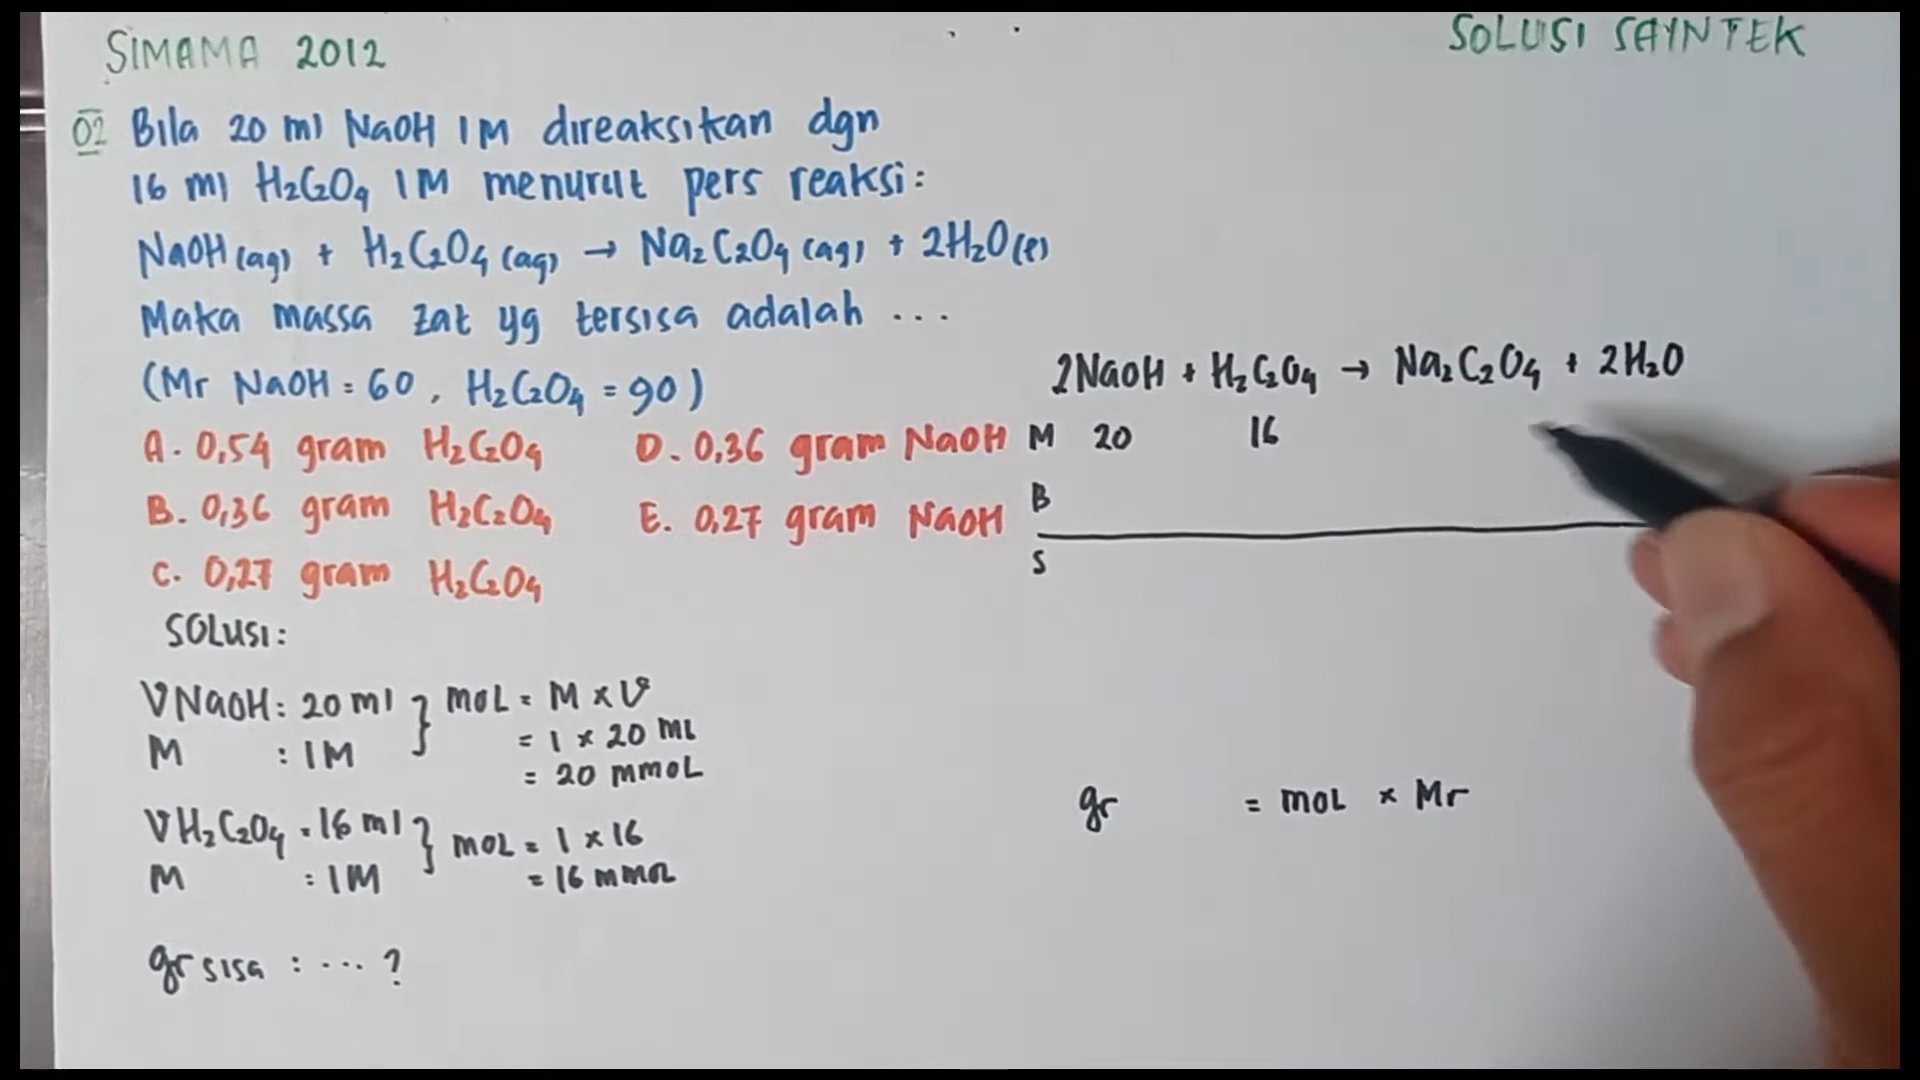 SIMAMA 2012
SOLUSI SAYNTEK
02 Bila 20 ml NaOH 1M direaksikan dgn
16 ml H₂C₂O₄ 1M menurut pers reaksi:
NaOH (aq) + H₂C₂O₄ (aq) → Na₂C₂O₄ (aq) + 2H₂O (l)
Maka massa zat yg tersisa adalah ...
(Mr NaOH = 60, H₂C₂O₄ = 90)
A. 0,54 gram H₂C₂O₄
B. 0,36 gram H₂C₂O₄
C. 0,27 gram H₂C₂O₄
D. 0,36 gram NaOH
E. 0,27 gram NaOH
SOLUSI:
V NaOH : 20 ml } mol = M × V
M : 1M = 1 × 20 ml
= 20 mmol
V H₂C₂O₄ = 16 ml } mol = 1 × 16
M : 1M = 16 mmol
gr sisa : ... ?
2NaOH + H₂C₂O₄ → Na₂C₂O₄ + 2H₂O
M 20 16
B
S
gr = mol × Mr